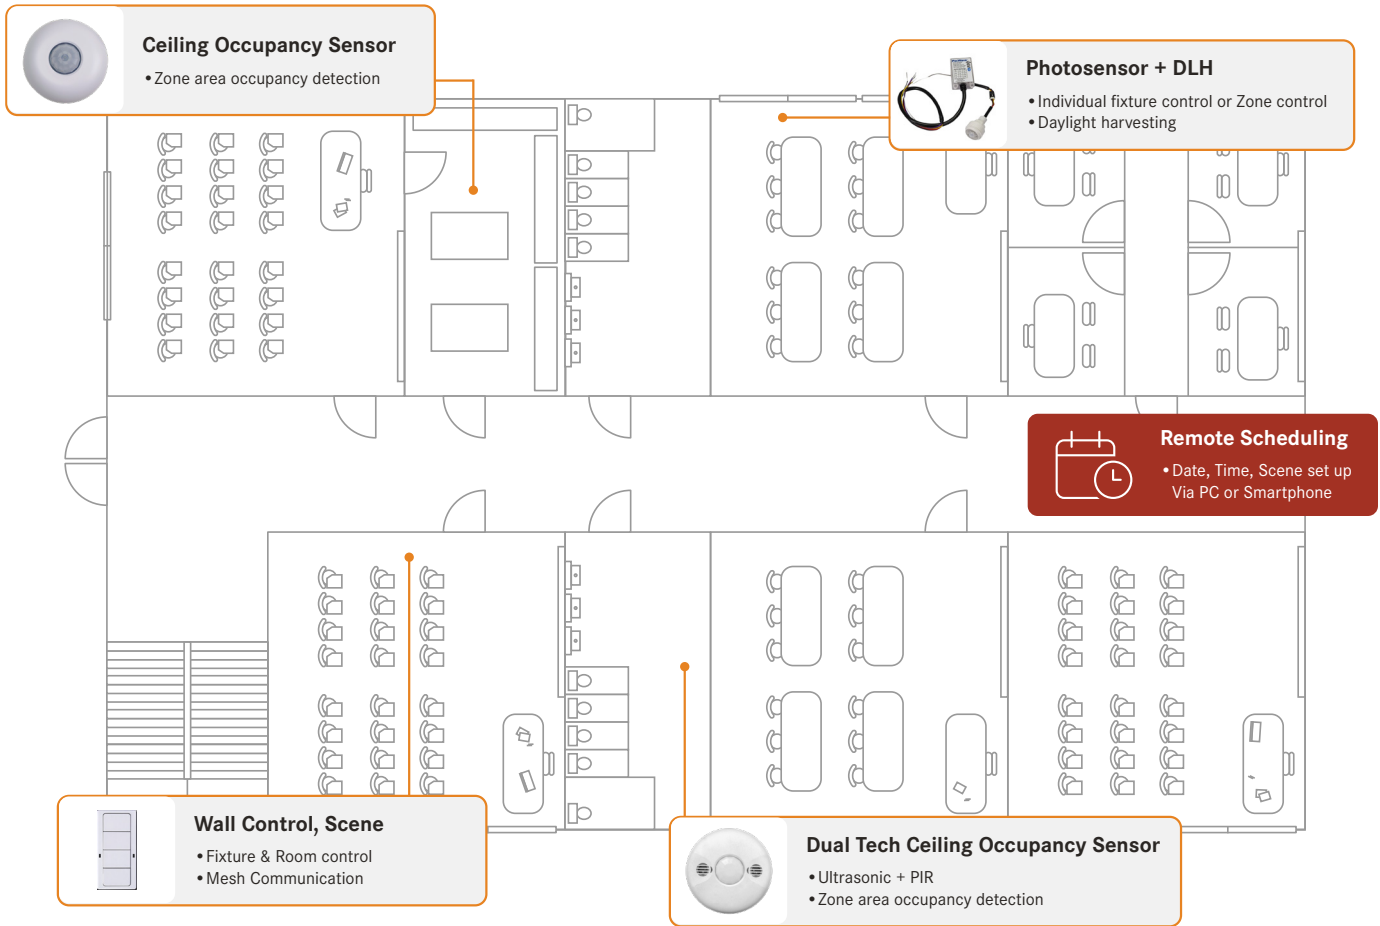 Ceiling Occupancy Sensor
• Zone area occupancy detection
Photosensor + DLH
• Individual fixture control or Zone control
• Daylight harvesting
Remote Scheduling
• Date, Time, Scene set up
Via PC or Smartphone
Wall Control, Scene
• Fixture & Room control
• Mesh Communication
Dual Tech Ceiling Occupancy Sensor
• Ultrasonic + PIR
• Zone area occupancy detection